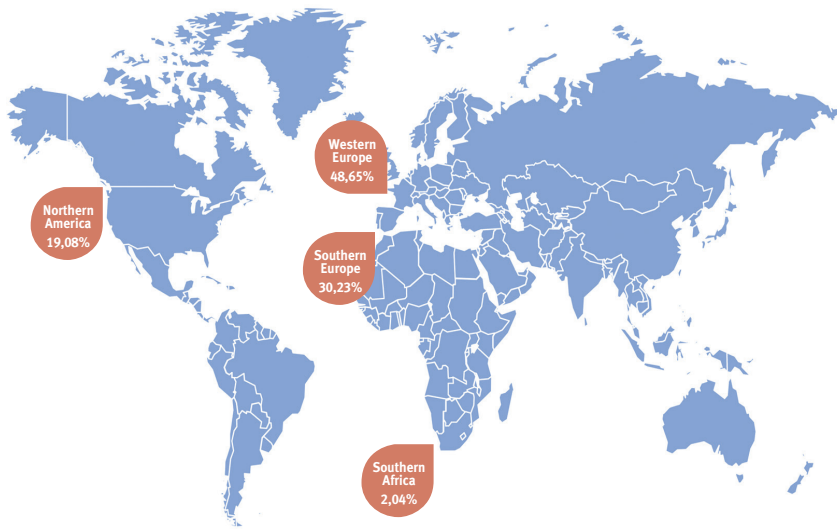 Western
Europe
48,65%
Northern
America
19,08%
Southern
Europe
30,23%
Southern
Africa
2,04%